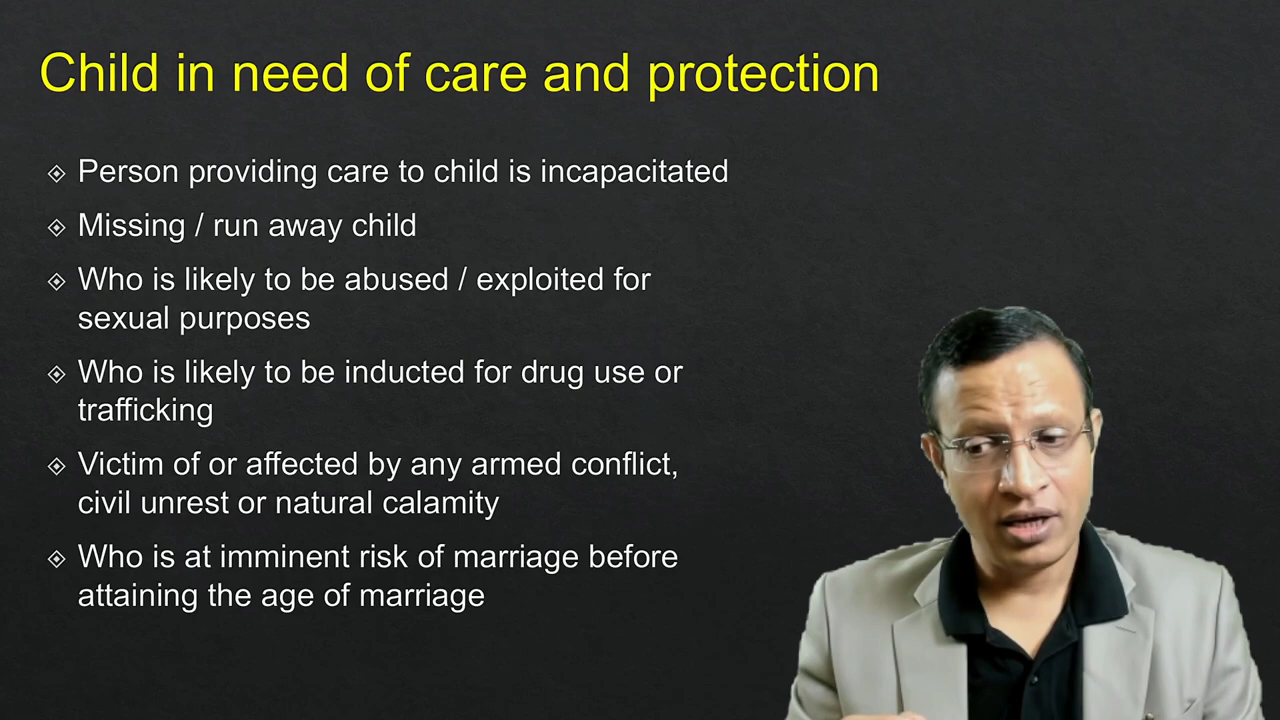 Child in need of care and protection
Person providing care to child is incapacitated
Missing / run away child
Who is likely to be abused / exploited for
sexual purposes
Who is likely to be inducted for drug use or
trafficking
Victim of or affected by any armed conflict,
civil unrest or natural calamity
Who is at imminent risk of marriage before
attaining the age of marriage